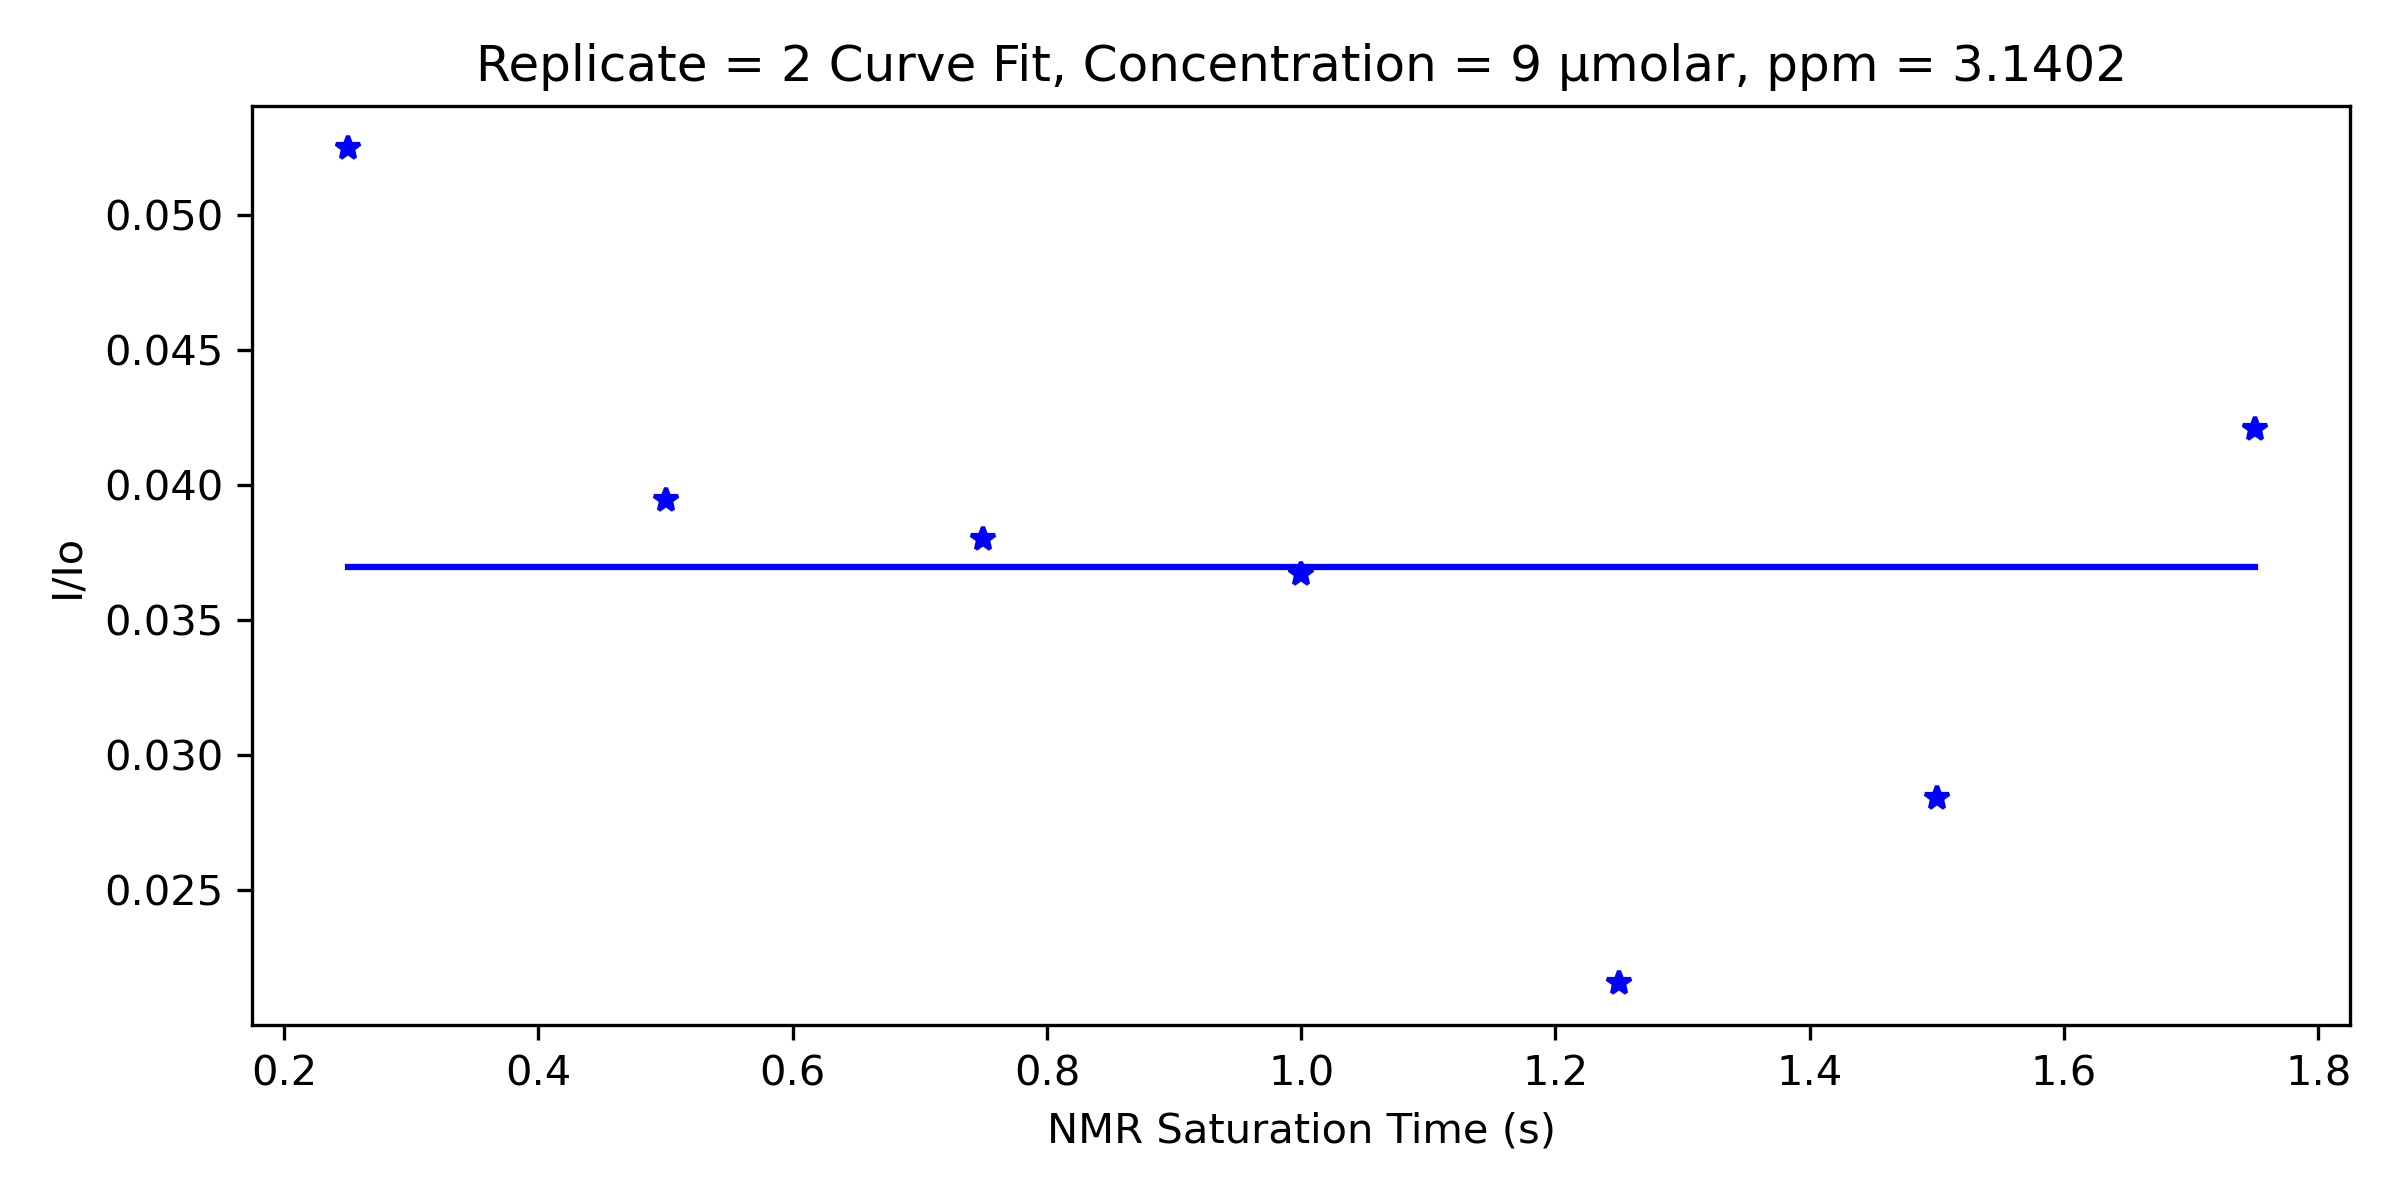 Replicate = 2 Curve Fit, Concentration = 9 μmolar, ppm = 3.1402
I/Io
0.050
0.045
0.040
0.035
0.030
0.025
0.2 0.4 0.6 0.8 1.0 1.2 1.4 1.6 1.8
NMR Saturation Time (s)